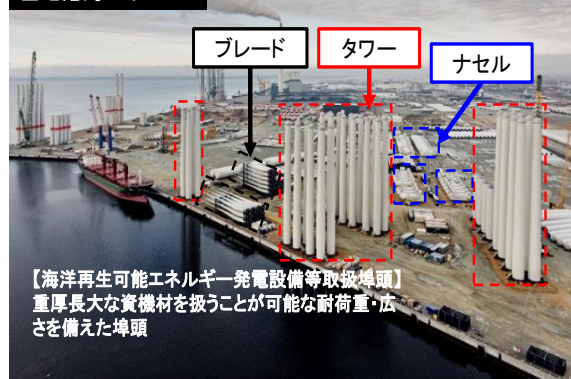 ブレード
タワー
ナセル
【海洋再生可能エネルギー発電設備等取扱埠頭】
重厚長大な資機材を扱うことが可能な耐荷重・広
さを備えた埠頭